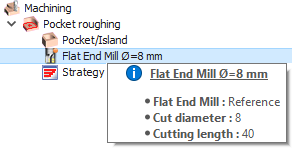 Machining
Pocket roughing
Pocket/Island
Flat End Mill Ø=8 mm
Strategy
Flat End Mill Ø=8 mm
• Flat End Mill : Reference
• Cut diameter : 8
• Cutting length : 40